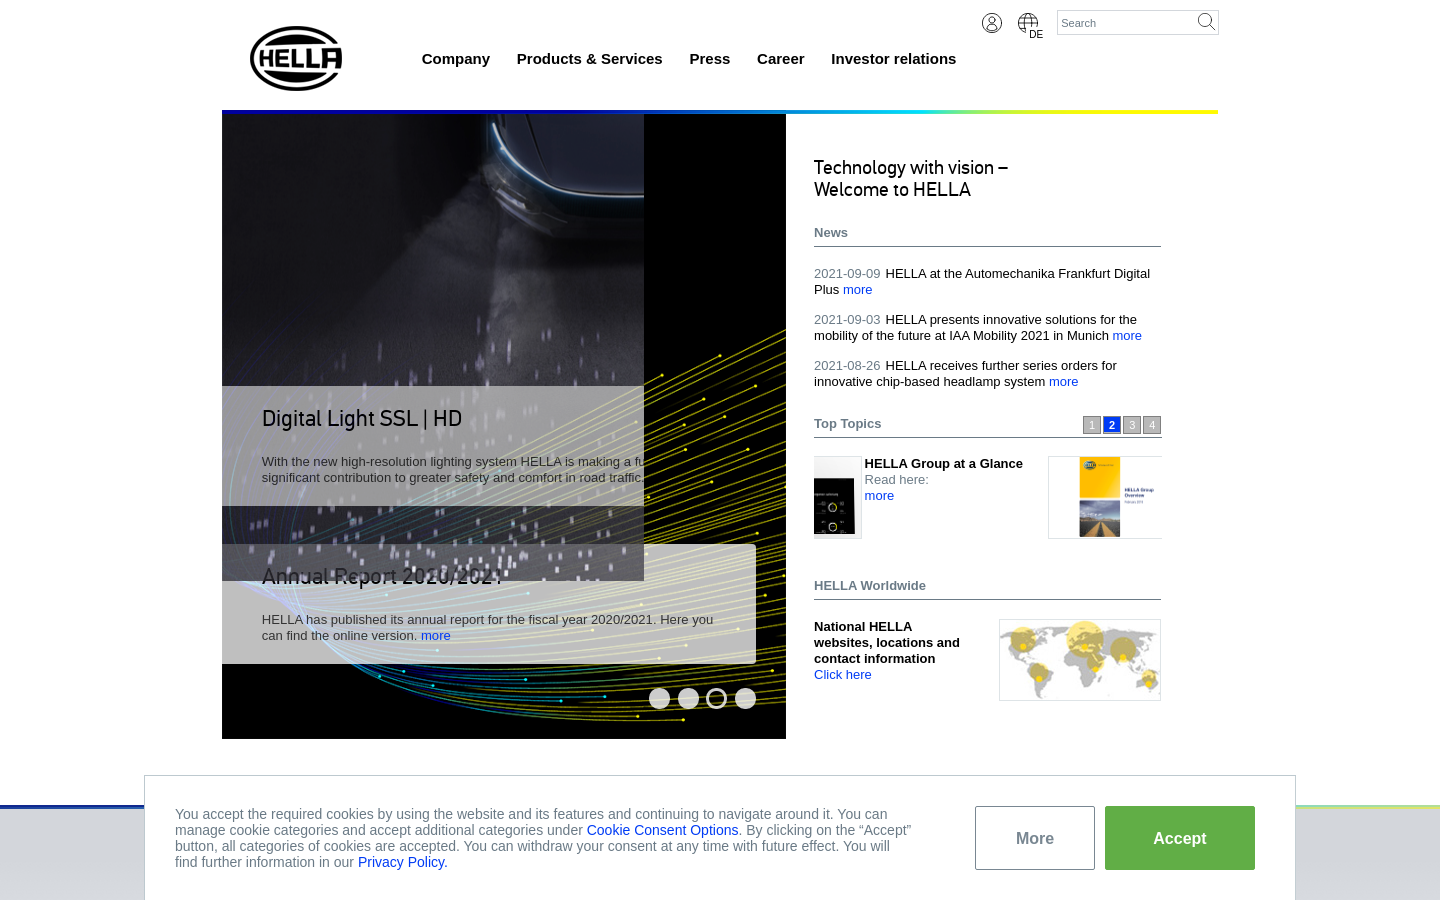 Search
DE
HELLA
Company Products & Services Press Career Investor relations
Digital Light SSL | HD
With the new high-resolution lighting system HELLA is making a fu
significant contribution to greater safety and comfort in road traffic.
Annual Report 2020/2021
HELLA has published its annual report for the fiscal year 2020/2021. Here you
can find the online version. more
Technology with vision –
Welcome to HELLA
News
2021-09-09 HELLA at the Automechanika Frankfurt Digital
Plus more
2021-09-03 HELLA presents innovative solutions for the
mobility of the future at IAA Mobility 2021 in Munich more
2021-08-26 HELLA receives further series orders for
innovative chip-based headlamp system more
Top Topics 1 2 3 4
HELLA Group at a Glance
Read here:
more
HELLA Group
Overview
HELLA Worldwide
National HELLA
websites, locations and
contact information
Click here
You accept the required cookies by using the website and its features and continuing to navigate around it. You can
manage cookie categories and accept additional categories under Cookie Consent Options. By clicking on the “Accept”
button, all categories of cookies are accepted. You can withdraw your consent at any time with future effect. You will
find further information in our Privacy Policy.
More
Accept